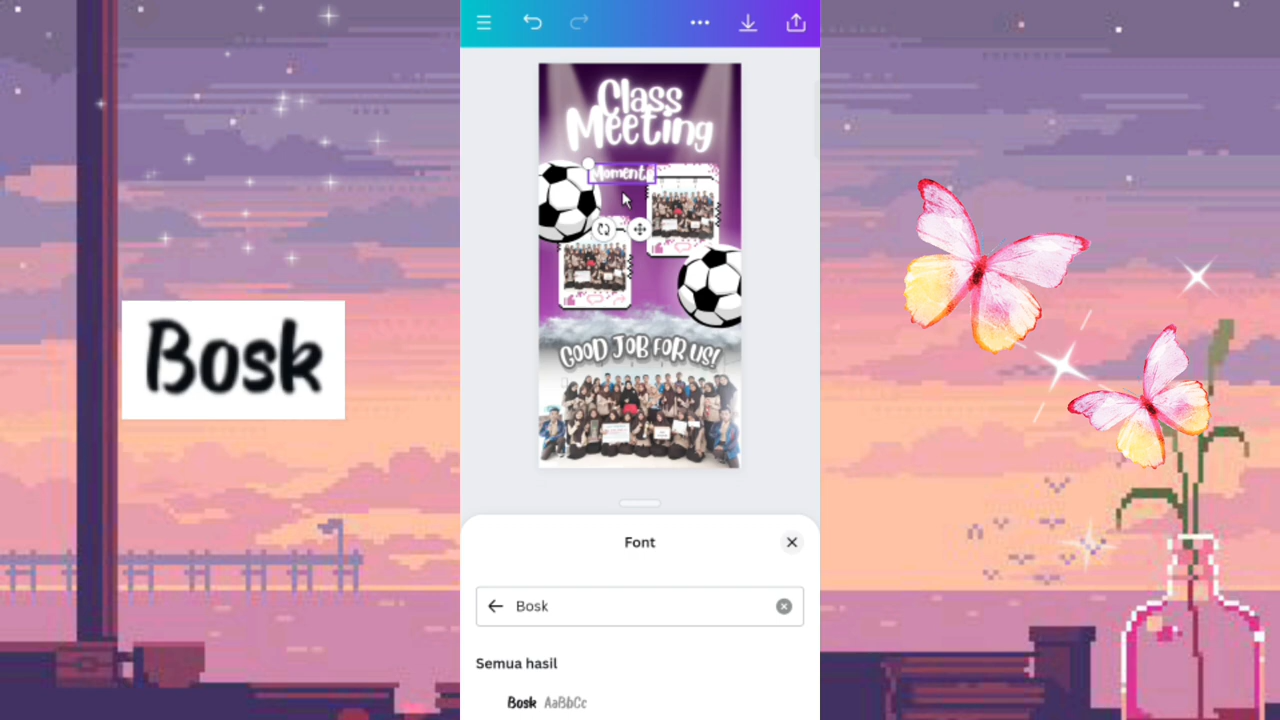 Bosk
Class
Meeting
Moment
GOOD JOB FOR US!
Font
Bosk
Semua hasil
Bosk AaBbCc